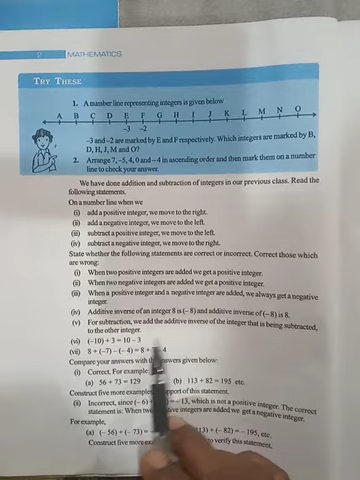 2 MATHEMATICS
TRY THESE
1. A number line representing integers is given below
A B C D E F G H I J K L M N O
–3 –2
–3 and –2 are marked by E and F respectively. Which integers are marked by B,
D, H, J, M and O?
2. Arrange 7, –5, 4, 0 and –4 in ascending order and then mark them on a number
line to check your answer.
We have done addition and subtraction of integers in our previous class. Read the
following statements.
On a number line when we
(i) add a positive integer, we move to the right.
(ii) add a negative integer, we move to the left.
(iii) subtract a positive integer, we move to the left.
(iv) subtract a negative integer, we move to the right.
State whether the following statements are correct or incorrect. Correct those which
are wrong:
(i) When two positive integers are added we get a positive integer.
(ii) When two negative integers are added we get a positive integer.
(iii) When a positive integer and a negative integer are added, we always get a negative
integer.
(iv) Additive inverse of an integer 8 is (– 8) and additive inverse of (– 8) is 8.
(v) For subtraction, we add the additive inverse of the integer that is being subtracted,
to the other integer.
(vi) (–10) + 3 = 10 – 3
(vii) 8 + (–7) – (– 4) = 8 + 4
Compare your answers with the answers given below:
(i) Correct. For example:
(a) 56 + 73 = 129 (b) 113 + 82 = 195 etc.
Construct five more examples in support of this statement.
(ii) Incorrect, since (– 6) + = –13, which is not a positive integer. The correct
statement is: When two negative integers are added we get a negative integer.
For example,
(a) (– 56) + (– 73) = 113) + (– 82) = – 195, etc.
Construct five more to verify this statement.